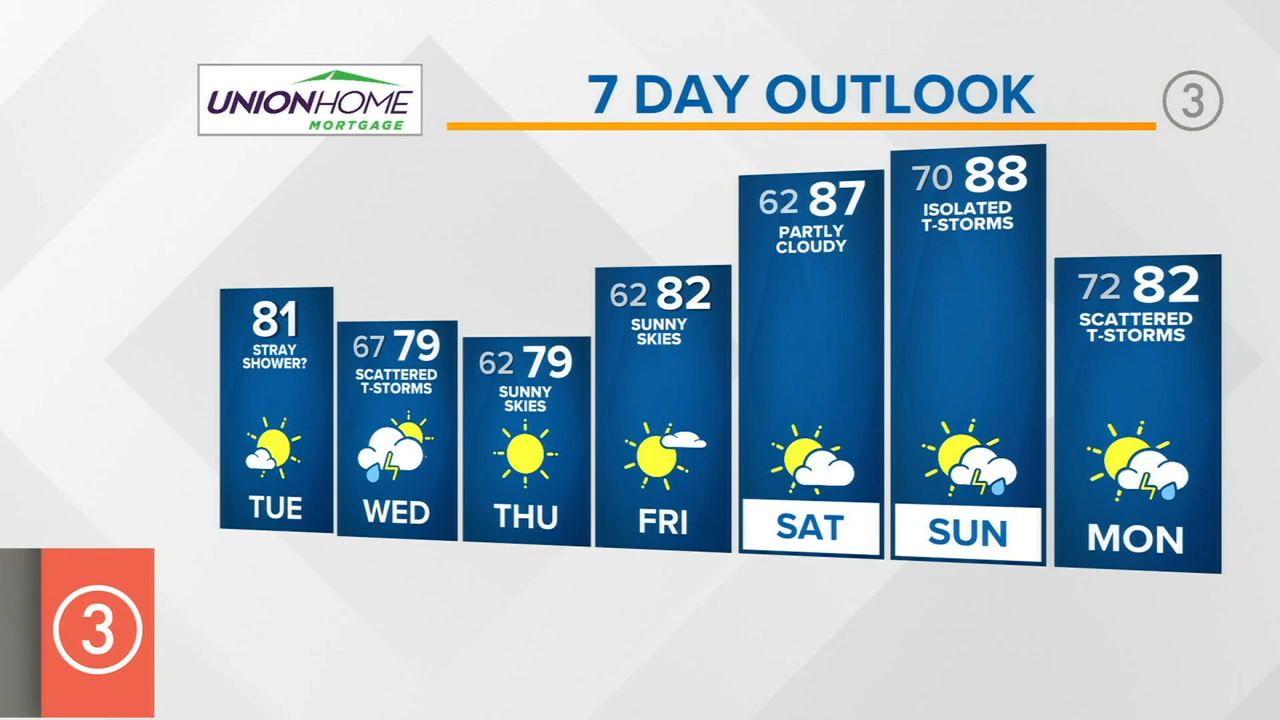 UNIONHOME
MORTGAGE
7 DAY OUTLOOK
3
81
STRAY
SHOWER?
TUE
67 79
SCATTERED
T-STORMS
WED
62 79
SUNNY
SKIES
THU
62 82
SUNNY
SKIES
FRI
62 87
PARTLY
CLOUDY
SAT
70 88
ISOLATED
T-STORMS
SUN
72 82
SCATTERED
T-STORMS
MON
3